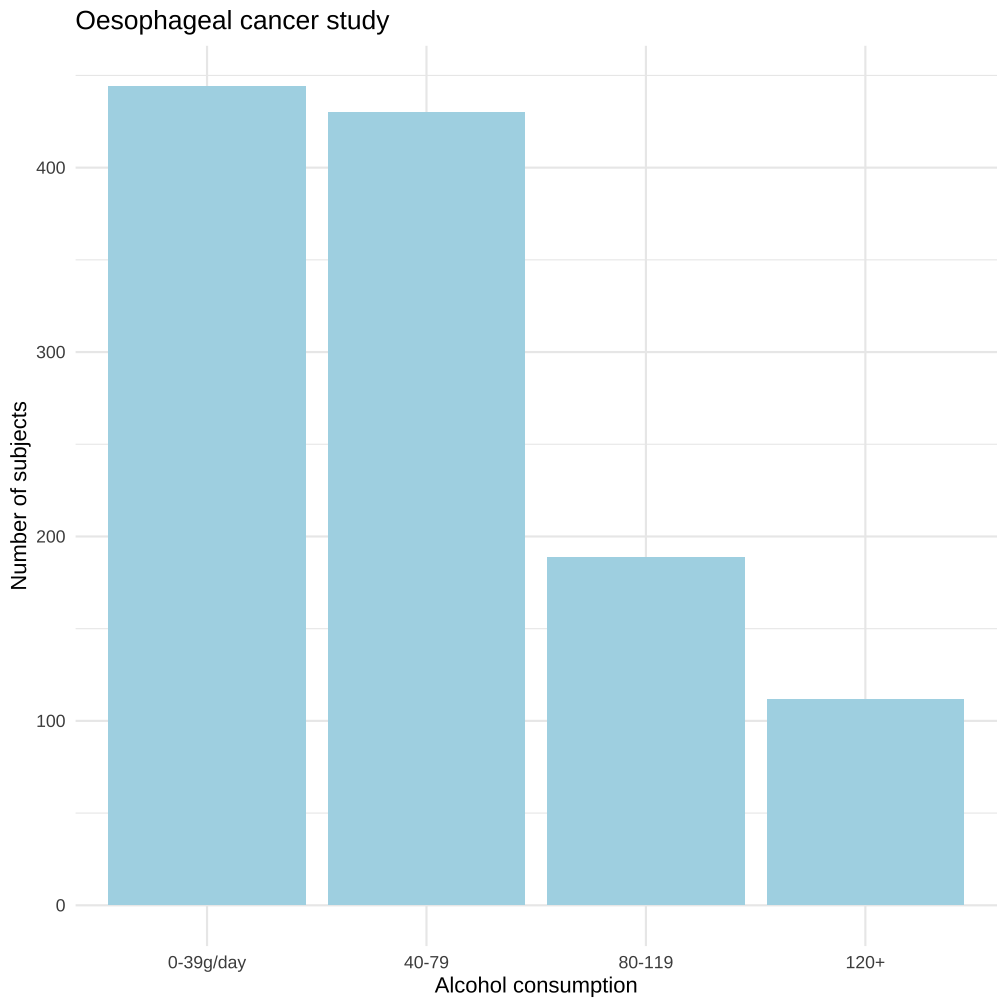 Oesophageal cancer study
Number of subjects
400
300
200
100
0
0-39g/day
40-79
80-119
120+
Alcohol consumption